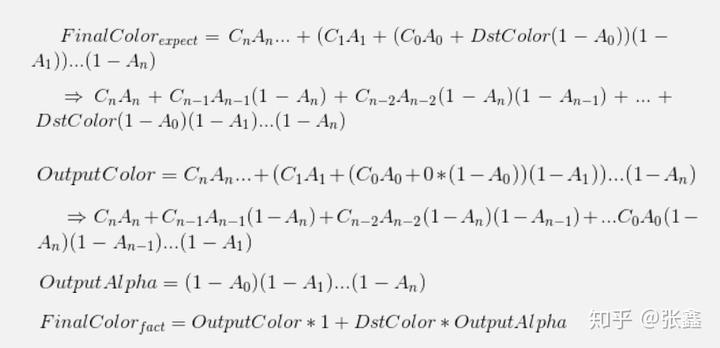 FinalColor_expect = C_nA_n... + (C_1A_1 + (C_0A_0 + DstColor(1 − A_0))(1 −
A_1))...(1 − A_n)
⇒ C_nA_n + C_{n−1}A_{n−1}(1 − A_n) + C_{n−2}A_{n−2}(1 − A_n)(1 − A_{n−1}) + ... +
DstColor(1 − A_0)(1 − A_1)...(1 − A_n)
OutputColor = C_nA_n...+(C_1A_1+(C_0A_0+0*(1−A_0))(1−A_1))...(1−A_n)
⇒ C_nA_n+C_{n−1}A_{n−1}(1−A_n)+C_{n−2}A_{n−2}(1−A_n)(1−A_{n−1})+...C_0A_0(1−
A_n)(1 − A_{n−1})...(1 − A_1)
OutputAlpha = (1 − A_0)(1 − A_1)...(1 − A_n)
FinalColor_fact = OutputColor * 1 + DstColor * OutputAlpha
知乎 @张鑫